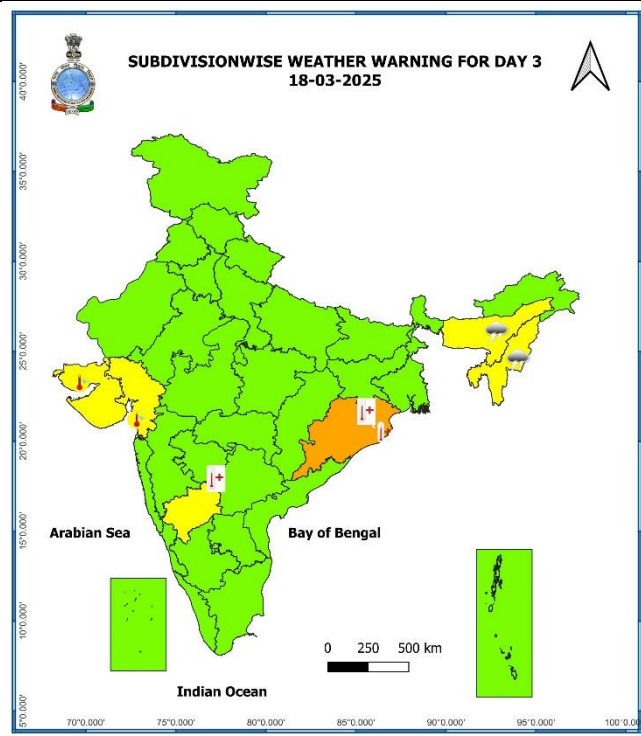 SUBDIVISIONWISE WEATHER WARNING FOR DAY 3
18-03-2025
40°0.000'
35°0.000'
30°0.000'
25°0.000'
20°0.000'
15°0.000'
10°0.000'
5°0.000'
Arabian Sea
Bay of Bengal
0 250 500 km
Indian Ocean
70°0.000' 75°0.000' 80°0.000' 85°0.000' 90°0.000' 95°0.000' 100°0.0